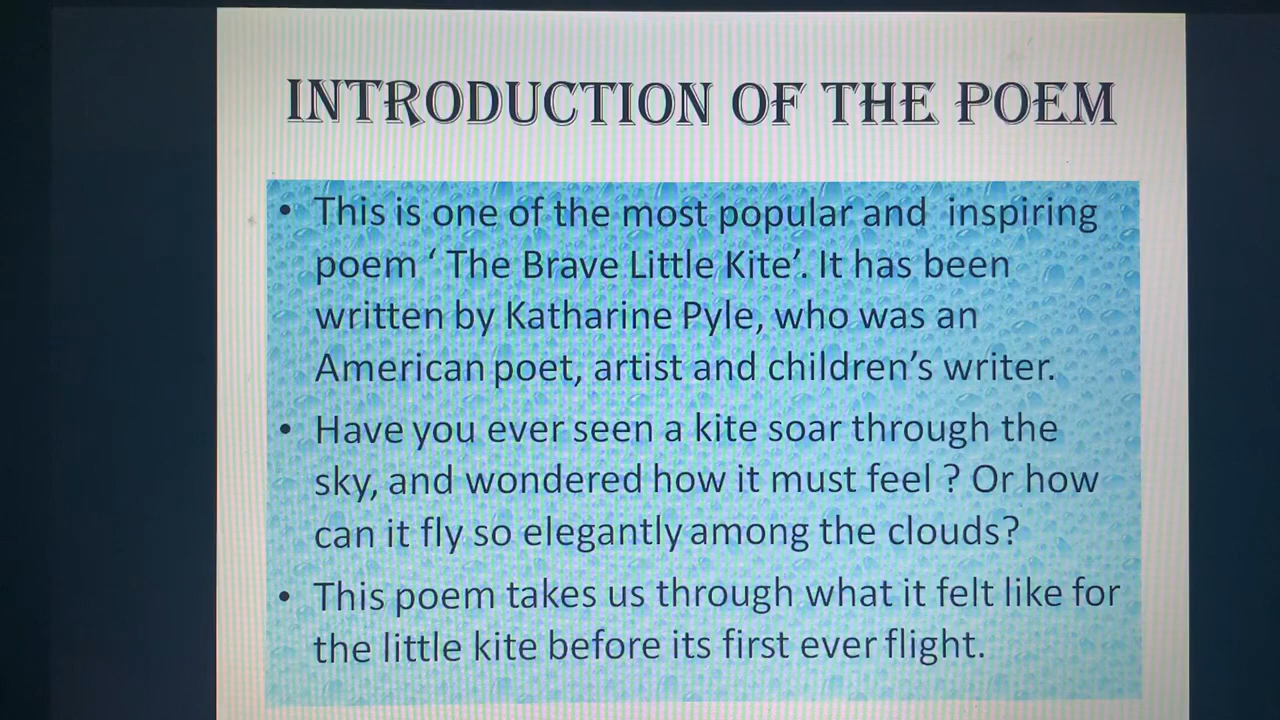 INTRODUCTION OF THE POEM
• This is one of the most popular and inspiring
poem ‘ The Brave Little Kite’. It has been
written by Katharine Pyle, who was an
American poet, artist and children’s writer.
• Have you ever seen a kite soar through the
sky, and wondered how it must feel ? Or how
can it fly so elegantly among the clouds?
• This poem takes us through what it felt like for
the little kite before its first ever flight.